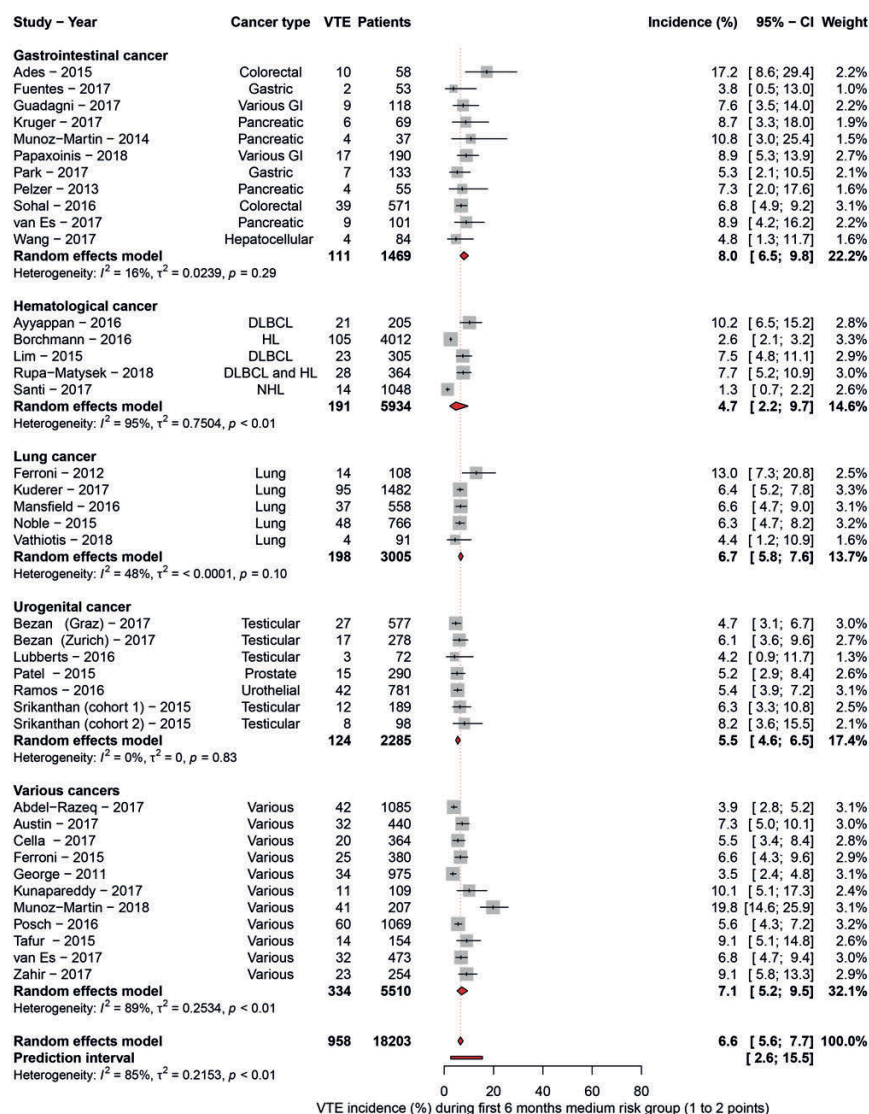 Study − Year Cancer type VTE Patients Incidence (%) 95% − CI Weight
Gastrointestinal cancer
Ades − 2015 Colorectal 10 58 17.2 [ 8.6; 29.4] 2.2%
Fuentes − 2017 Gastric 2 53 3.8 [ 0.5; 13.0] 1.0%
Guadagni − 2017 Various GI 9 118 7.6 [ 3.5; 14.0] 2.2%
Kruger − 2017 Pancreatic 6 69 8.7 [ 3.3; 18.0] 1.9%
Munoz−Martin − 2014 Pancreatic 4 37 10.8 [ 3.0; 25.4] 1.5%
Papaxoinis − 2018 Various GI 17 190 8.9 [ 5.3; 13.9] 2.7%
Park − 2017 Gastric 7 133 5.3 [ 2.1; 10.5] 2.1%
Pelzer − 2013 Pancreatic 4 55 7.3 [ 2.0; 17.6] 1.6%
Sohal − 2016 Colorectal 39 571 6.8 [ 4.9; 9.2] 3.1%
van Es − 2017 Pancreatic 9 101 8.9 [ 4.2; 16.2] 2.2%
Wang − 2017 Hepatocellular 4 84 4.8 [ 1.3; 11.7] 1.6%
Random effects model 111 1469 8.0 [ 6.5; 9.8] 22.2%
Heterogeneity: I² = 16%, τ² = 0.0239, p = 0.29
Hematological cancer
Ayyappan − 2016 DLBCL 21 205 10.2 [ 6.5; 15.2] 2.8%
Borchmann − 2016 HL 105 4012 2.6 [ 2.1; 3.2] 3.3%
Lim − 2015 DLBCL 23 305 7.5 [ 4.8; 11.1] 2.9%
Rupa−Matysek − 2018 DLBCL and HL 28 364 7.7 [ 5.2; 10.9] 3.0%
Santi − 2017 NHL 14 1048 1.3 [ 0.7; 2.2] 2.6%
Random effects model 191 5934 4.7 [ 2.2; 9.7] 14.6%
Heterogeneity: I² = 95%, τ² = 0.7504, p < 0.01
Lung cancer
Ferroni − 2012 Lung 14 108 13.0 [ 7.3; 20.8] 2.5%
Kuderer − 2017 Lung 95 1482 6.4 [ 5.2; 7.8] 3.3%
Mansfield − 2016 Lung 37 558 6.6 [ 4.7; 9.0] 3.1%
Noble − 2015 Lung 48 766 6.3 [ 4.7; 8.2] 3.2%
Vathiotis − 2018 Lung 4 91 4.4 [ 1.2; 10.9] 1.6%
Random effects model 198 3005 6.7 [ 5.8; 7.6] 13.7%
Heterogeneity: I² = 48%, τ² = < 0.0001, p = 0.10
Urogenital cancer
Bezan (Graz) − 2017 Testicular 27 577 4.7 [ 3.1; 6.7] 3.0%
Bezan (Zurich) − 2017 Testicular 17 278 6.1 [ 3.6; 9.6] 2.7%
Lubberts − 2016 Testicular 3 72 4.2 [ 0.9; 11.7] 1.3%
Patel − 2015 Prostate 15 290 5.2 [ 2.9; 8.4] 2.6%
Ramos − 2016 Urothelial 42 781 5.4 [ 3.9; 7.2] 3.1%
Srikanthan (cohort 1) − 2015 Testicular 12 189 6.3 [ 3.3; 10.8] 2.5%
Srikanthan (cohort 2) − 2015 Testicular 8 98 8.2 [ 3.6; 15.5] 2.1%
Random effects model 124 2285 5.5 [ 4.6; 6.5] 17.4%
Heterogeneity: I² = 0%, τ² = 0, p = 0.83
Various cancers
Abdel−Razeq − 2017 Various 42 1085 3.9 [ 2.8; 5.2] 3.1%
Austin − 2017 Various 32 440 7.3 [ 5.0; 10.1] 3.0%
Cella − 2017 Various 20 364 5.5 [ 3.4; 8.4] 2.8%
Ferroni − 2015 Various 25 380 6.6 [ 4.3; 9.6] 2.9%
George − 2011 Various 34 975 3.5 [ 2.4; 4.8] 3.0%
Kunapareddy − 2017 Various 11 109 10.1 [ 5.1; 17.3] 2.4%
Munoz−Martin − 2018 Various 41 207 19.8 [14.6; 25.9] 3.1%
Posch − 2016 Various 60 1069 5.6 [ 4.3; 7.2] 3.2%
Tafur − 2015 Various 14 154 9.1 [ 5.1; 14.8] 2.6%
van Es − 2017 Various 32 473 6.8 [ 4.7; 9.4] 3.0%
Zahir − 2017 Various 23 254 9.1 [ 5.8; 13.3] 2.9%
Random effects model 334 5510 7.1 [ 5.2; 9.5] 32.1%
Heterogeneity: I² = 89%, τ² = 0.2534, p < 0.01
Random effects model 958 18203 6.6 [ 5.6; 7.7] 100.0%
Prediction interval [ 2.6; 15.5]
Heterogeneity: I² = 85%, τ² = 0.2153, p < 0.01
0 20 40 60 80
VTE incidence (%) during first 6 months medium risk group (1 to 2 points)